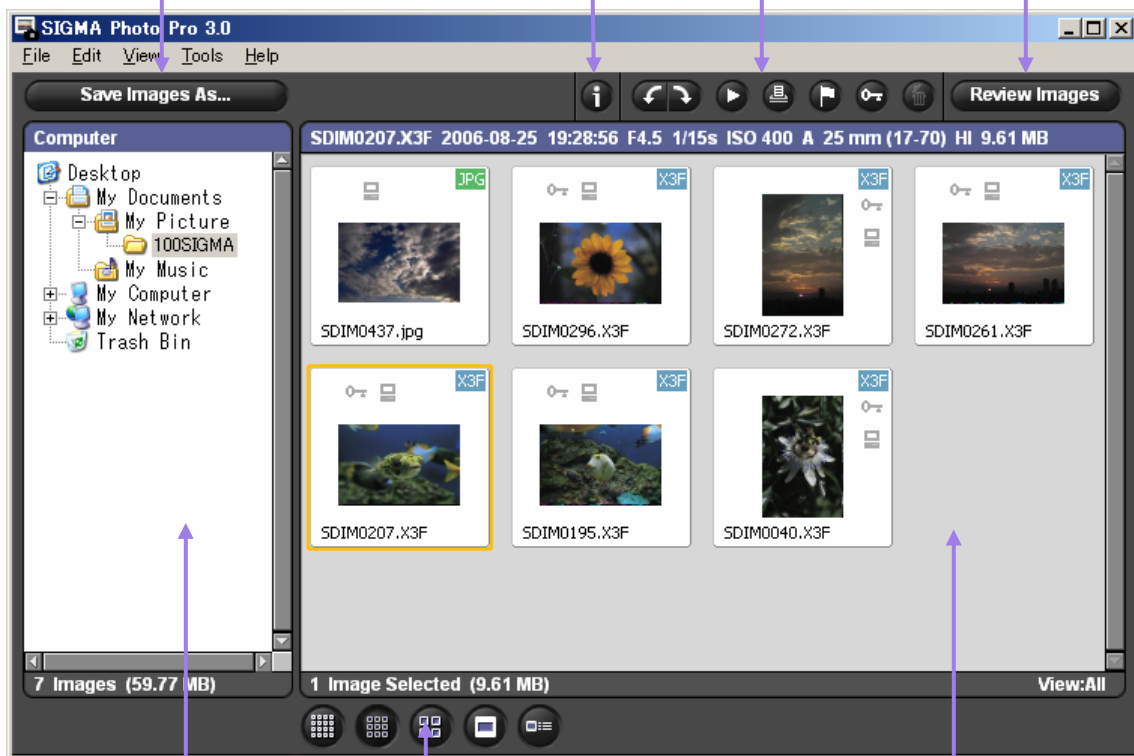 SIGMA Photo Pro 3.0
File Edit View Tools Help
Save Images As...
Review Images
Computer
SDIM0207.X3F 2006-08-25 19:28:56 F4.5 1/15s ISO 400 A 25 mm (17-70) HI 9.61 MB
Desktop
My Documents
My Picture
100SIGMA
My Music
My Computer
My Network
Trash Bin
JPG
X3F
X3F
X3F
SDIM0437.jpg
SDIM0296.X3F
SDIM0272.X3F
SDIM0261.X3F
X3F
X3F
X3F
SDIM0207.X3F
SDIM0195.X3F
SDIM0040.X3F
7 Images (59.77 MB)
1 Image Selected (9.61 MB)
View:All